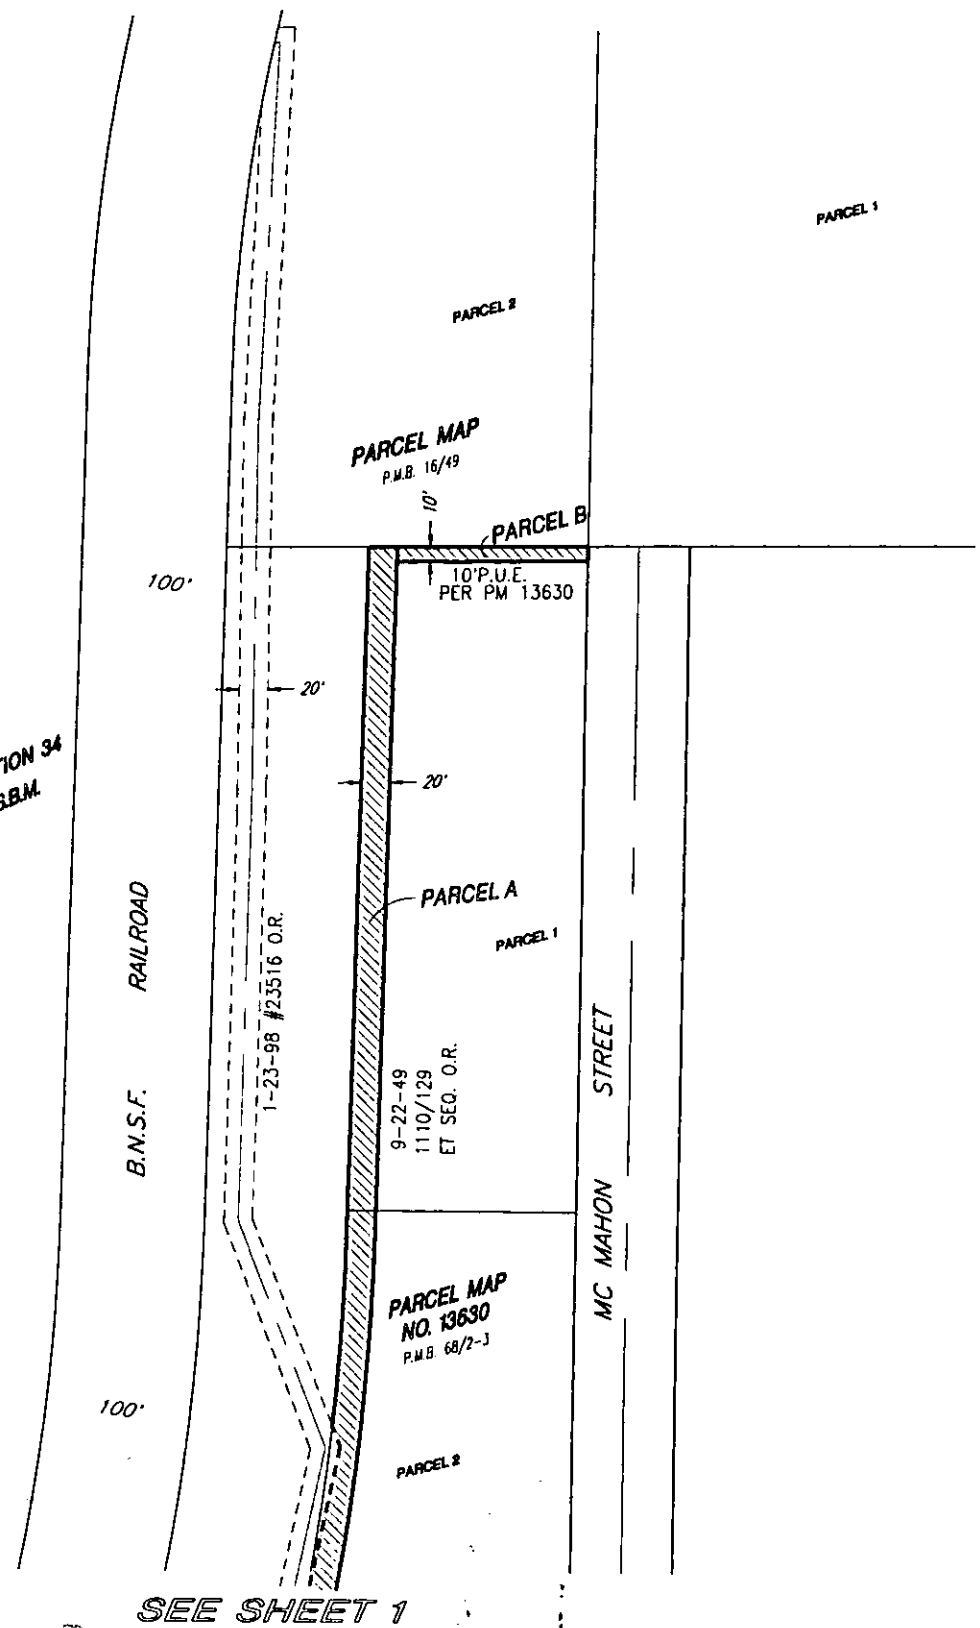 PARCEL 1
PARCEL 2
PARCEL MAP
P.M.B. 16/49
10'
PARCEL B
10'P.U.E.
PER PM 13630
100'
20'
TION 34
S.B.M.
20'
PARCEL A
PARCEL 1
RAILROAD
B.N.S.F.
1-23-98 #23516 O.R.
9-22-49
1110/129
ET SEQ. O.R.
STREET
MC MAHON
PARCEL MAP
NO. 13630
P.M.B. 68/2-3
100'
PARCEL 2
SEE SHEET 1